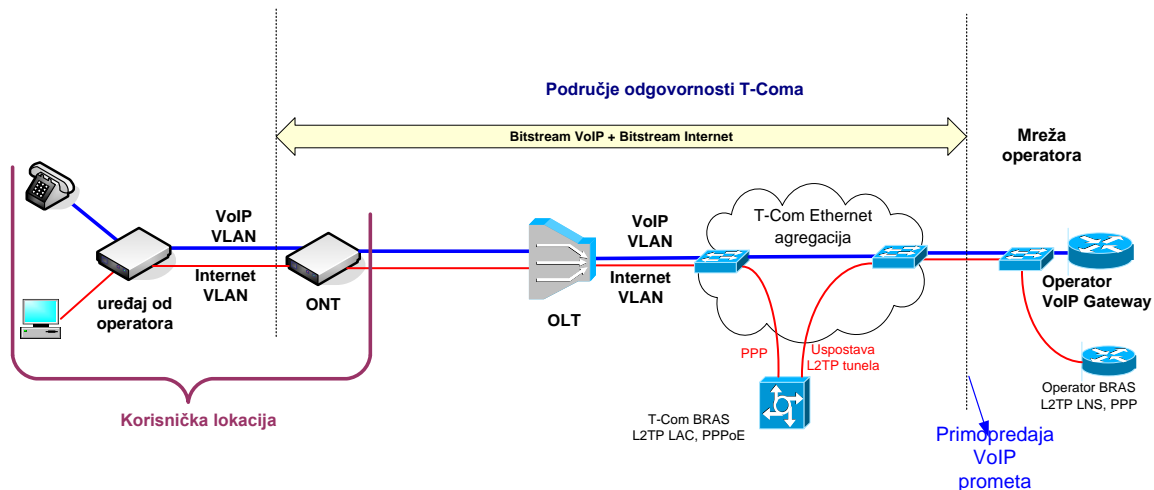 Područje odgovornosti T-Coma
Bitstream VoIP + Bitstream Internet
Mreža
operatora
VoIP
VLAN
Internet
VLAN
uređaj od
operatora
ONT
OLT
VoIP
VLAN
Internet
VLAN
T-Com Ethernet
agregacija
Operator
VoIP Gateway
PPP
Uspostava
L2TP tunela
T-Com BRAS
L2TP LAC, PPPoE
Operator BRAS
L2TP LNS, PPP
Korisnička lokacija
Primopredaja
VoIP
prometa